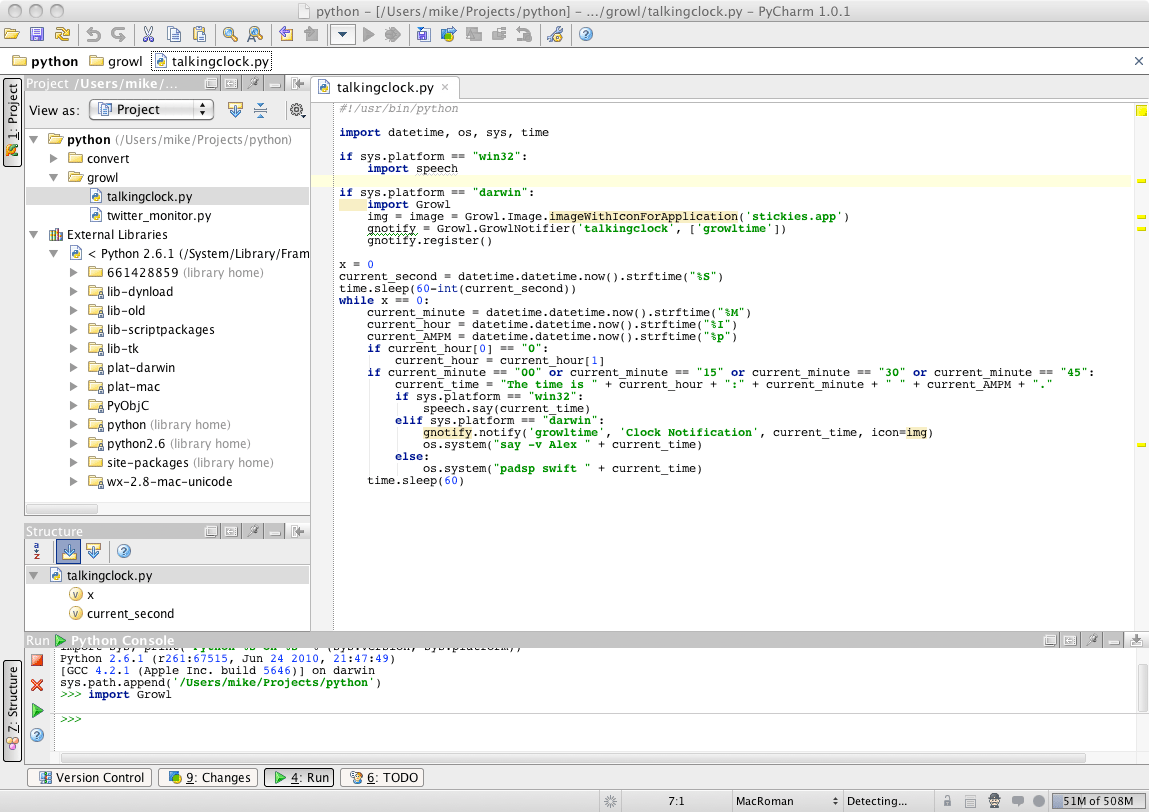 python – [/Users/mike/Projects/python] – .../growl/talkingclock.py – PyCharm 1.0.1
python growl talkingclock.py
1: Project
Project /Users/mike/...
View as: Project
python (/Users/mike/Projects/python)
convert
growl
talkingclock.py
twitter_monitor.py
External Libraries
< Python 2.6.1 (/System/Library/Fram
661428859 (library home)
lib-dynload
lib-old
lib-scriptpackages
lib-tk
plat-darwin
plat-mac
PyObjC
python (library home)
python2.6 (library home)
site-packages (library home)
wx-2.8-mac-unicode
Structure
talkingclock.py
x
current_second
talkingclock.py
#!/usr/bin/python
import datetime, os, sys, time
if sys.platform == "win32":
    import speech
if sys.platform == "darwin":
    import Growl
    img = image = Growl.Image.imageWithIconForApplication('stickies.app')
    gnotify = Growl.GrowlNotifier('talkingclock', ['growltime'])
    gnotify.register()
x = 0
current_second = datetime.datetime.now().strftime("%S")
time.sleep(60-int(current_second))
while x == 0:
    current_minute = datetime.datetime.now().strftime("%M")
    current_hour = datetime.datetime.now().strftime("%I")
    current_AMPM = datetime.datetime.now().strftime("%p")
    if current_hour[0] == "0":
        current_hour = current_hour[1]
    if current_minute == "00" or current_minute == "15" or current_minute == "30" or current_minute == "45":
        current_time = "The time is " + current_hour + ":" + current_minute + " " + current_AMPM + "."
        if sys.platform == "win32":
            speech.say(current_time)
        elif sys.platform == "darwin":
            gnotify.notify('growltime', 'Clock Notification', current_time, icon=img)
            os.system("say -v Alex " + current_time)
        else:
            os.system("padsp swift " + current_time)
    time.sleep(60)
Z: Structure
Run Python Console
import sys; print('Python %s on %s' % (sys.version, sys.platform))
Python 2.6.1 (r261:67515, Jun 24 2010, 21:47:49)
[GCC 4.2.1 (Apple Inc. build 5646)] on darwin
sys.path.append('/Users/mike/Projects/python')
>>> import Growl
>>>
Version Control 9: Changes 4: Run 6: TODO
7:1 MacRoman Detecting... 51M of 508M